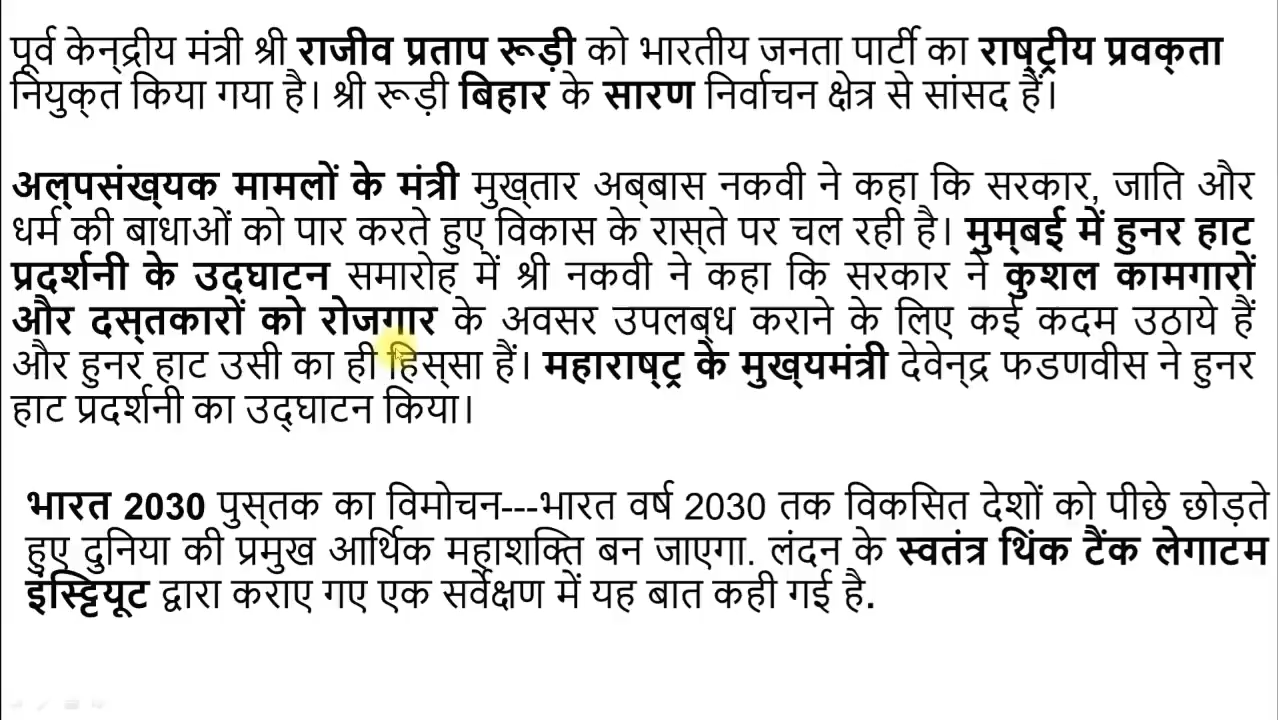 पूर्व केन्‌द्रीय मंत्री श्री राजीव प्रताप रूड़ी को भारतीय जनता पार्टी का राष्‌ट्रीय प्रवक्‌ता
नियुक्‌त किया गया है। श्री रूड़ी बिहार के सारण निर्वाचन क्षेत्र से सांसद हैं।
अल्‌पसंख्‌यक मामलों के मंत्री मुख्‌तार अब्‌बास नकवी ने कहा कि सरकार, जाति और
धर्म की बाधाओं को पार करते हुए विकास के रास्‌ते पर चल रही है। मुम्‌बई में हुनर हाट
प्रदर्शनी के उदघाटन समारोह में श्री नकवी ने कहा कि सरकार ने कुशल कामगारों
और दस्‌तकारों को रोजगार के अवसर उपलब्‌ध कराने के लिए कई कदम उठाये हैं
और हुनर हाट उसी का ही हिस्‌सा हैं। महाराष्‌ट्र के मुख्‌यमंत्री देवेन्‌द्र फडणवीस ने हुनर
हाट प्रदर्शनी का उद्‌घाटन किया।
भारत 2030 पुस्‌तक का विमोचन---भारत वर्ष 2030 तक विकसित देशों को पीछे छोड़ते
हुए दुनिया की प्रमुख आर्थिक महाशक्ति बन जाएगा. लंदन के स्वतंत्र थिंक टैंक लेगाटम
इंस्टिट्यूट द्वारा कराए गए एक सर्वेक्षण में यह बात कही गई है.